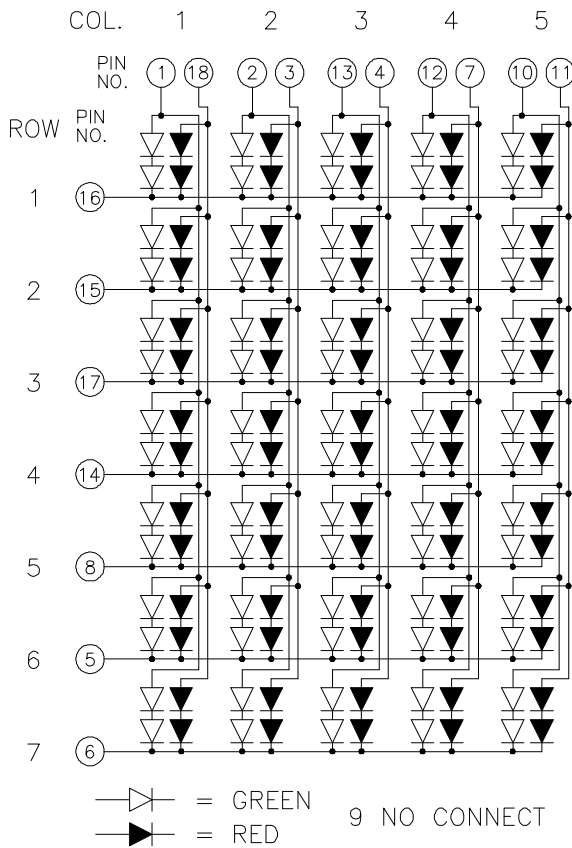 COL. 1 2 3 4 5
PIN NO. 1 18 2 3 13 4 12 7 10 11
ROW PIN NO.
1 16
2 15
3 17
4 14
5 8
6 5
7 6
= GREEN
9 NO CONNECT
= RED